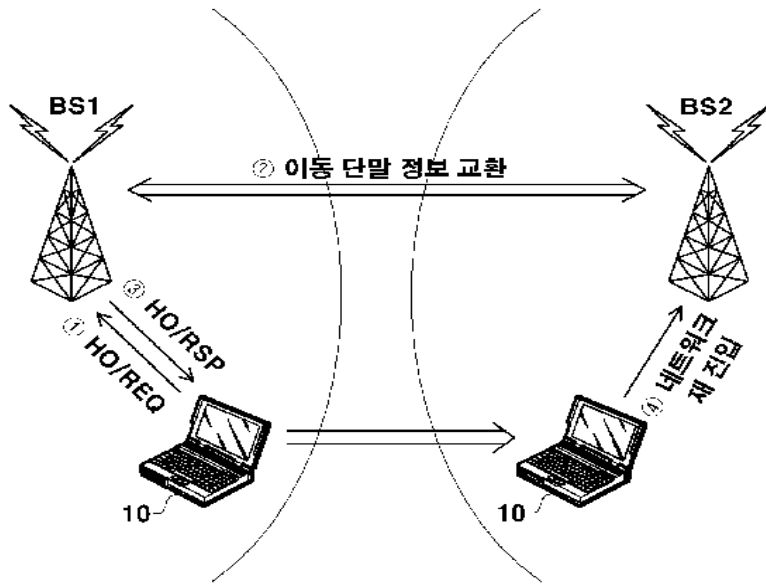 BS1
BS2
② 이동 단말 정보 교환
③ HO/RSP
① HO/REQ
④ 네트워크
재 진입
10
10